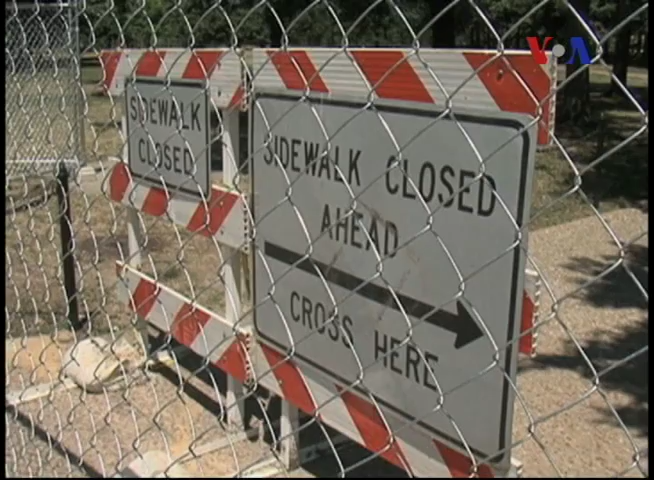 VOA
SIDEWALK
CLOSED
SIDEWALK CLOSED
AHEAD
CROSS HERE